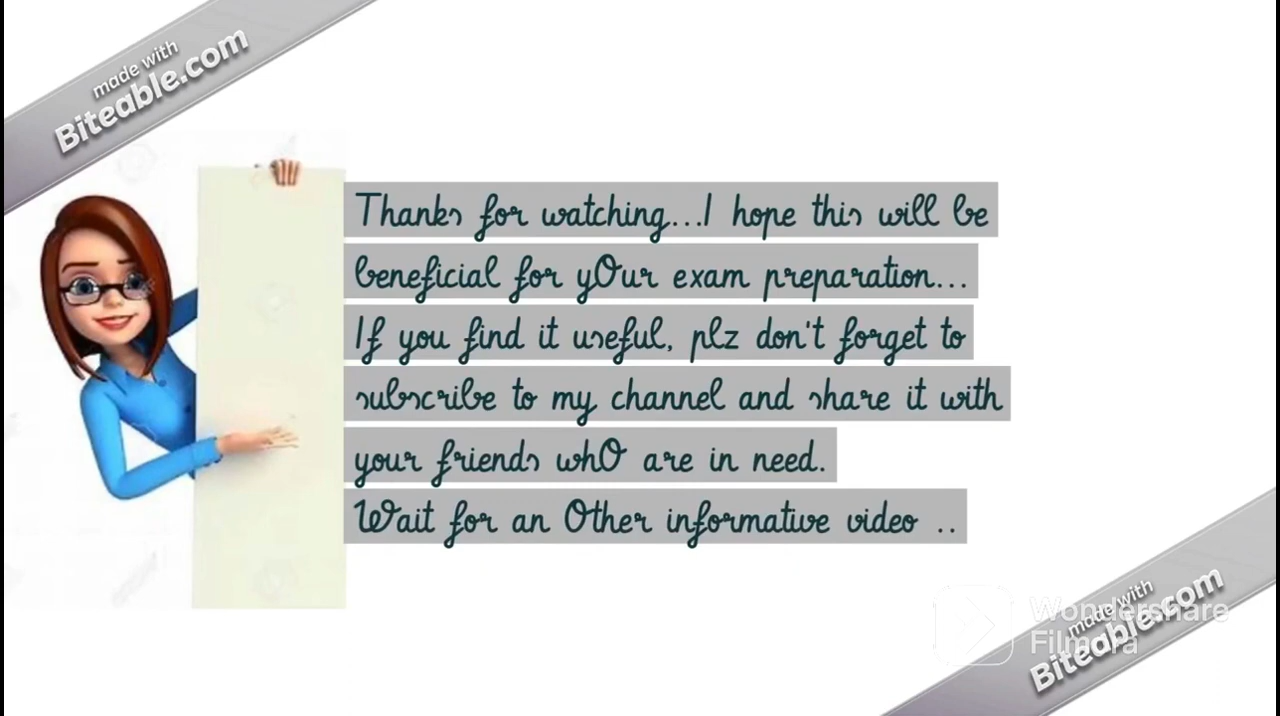 made with
Biteable.com
Thanks for watching...I hope this will be
beneficial for yOur exam preparation...
If you find it useful, plz don't forget to
subscribe to my channel and share it with
your friends whO are in need.
Wait for an Other informative video ..
Wondershare
Filmora
made with
Biteable.com